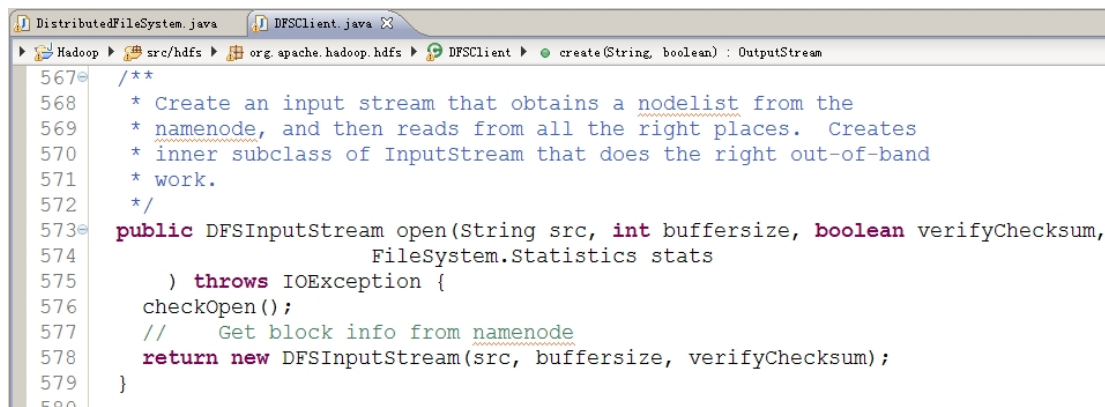 DistributedFileSystem.java DFSClient.java
Hadoop src/hdfs org.apache.hadoop.hdfs DFSClient create(String, boolean) : OutputStream
567 /**
568 * Create an input stream that obtains a nodelist from the
569 * namenode, and then reads from all the right places. Creates
570 * inner subclass of InputStream that does the right out-of-band
571 * work.
572 */
573 public DFSInputStream open(String src, int buffersize, boolean verifyChecksum,
574 FileSystem.Statistics stats
575 ) throws IOException {
576 checkOpen();
577 // Get block info from namenode
578 return new DFSInputStream(src, buffersize, verifyChecksum);
579 }